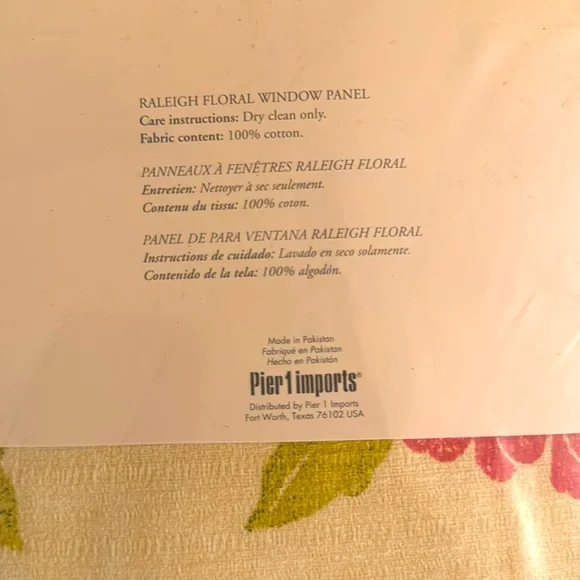 RALEIGH FLORAL WINDOW PANEL
Care instructions: Dry clean only.
Fabric content: 100% cotton.
PANNEAUX À FENÊTRES RALEIGH FLORAL
Entretien: Nettoyer à sec seulement.
Contenu du tissu: 100% coton.
PANEL DE PARA VENTANA RALEIGH FLORAL
Instructions de cuidado: Lavado en seco solamente.
Contenido de la tela: 100% algodón.
Made in Pakistan
Fabriqué en Pakistan
Hecho en Pakistán
Pier 1 imports®
Distributed by Pier 1 Imports
Fort Worth, Texas 76102 USA